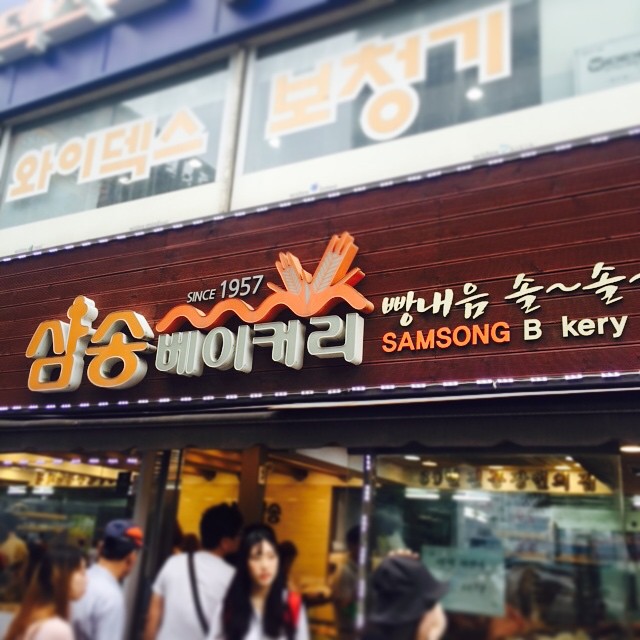 와이덱스 보청기
SINCE 1957
삼송 베이커리
빵내음 솔~솔~
SAMSONG B kery